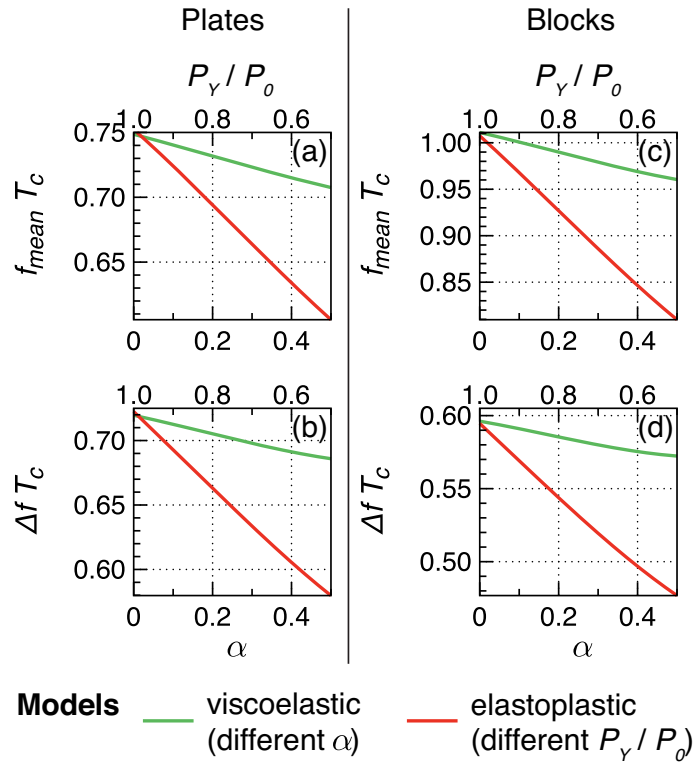 Plates
Blocks
P_Y / P_0
P_Y / P_0
1.0 0.8 0.6
1.0 0.8 0.6
(a)
(c)
f_mean T_c
0.75
0.70
0.65
f_mean T_c
1.00
0.95
0.90
0.85
0 0.2 0.4
0 0.2 0.4
1.0 0.8 0.6
1.0 0.8 0.6
(b)
(d)
Δf T_c
0.70
0.65
0.60
Δf T_c
0.60
0.55
0.50
0 0.2 0.4
0 0.2 0.4
α
α
Models
viscoelastic
(different α)
elastoplastic
(different P_Y / P_0)